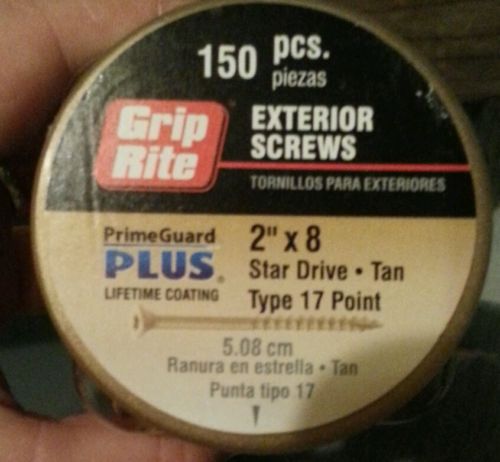 150 pcs.
piezas
Grip
Rite
EXTERIOR
SCREWS
TORNILLOS PARA EXTERIORES
PrimeGuard
PLUS®
LIFETIME COATING
2" x 8
Star Drive • Tan
Type 17 Point
5.08 cm
Ranura en estrella • Tan
Punta tipo 17